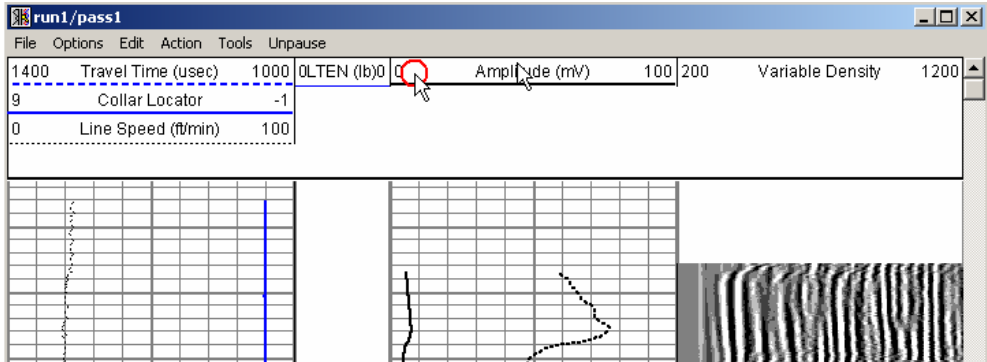 run1/pass1
File Options Edit Action Tools Unpause
1400 Travel Time (usec) 1000 0LTEN (lb)0 0 Amplitude (mV) 100 200 Variable Density 1200
9 Collar Locator -1
0 Line Speed (ft/min) 100